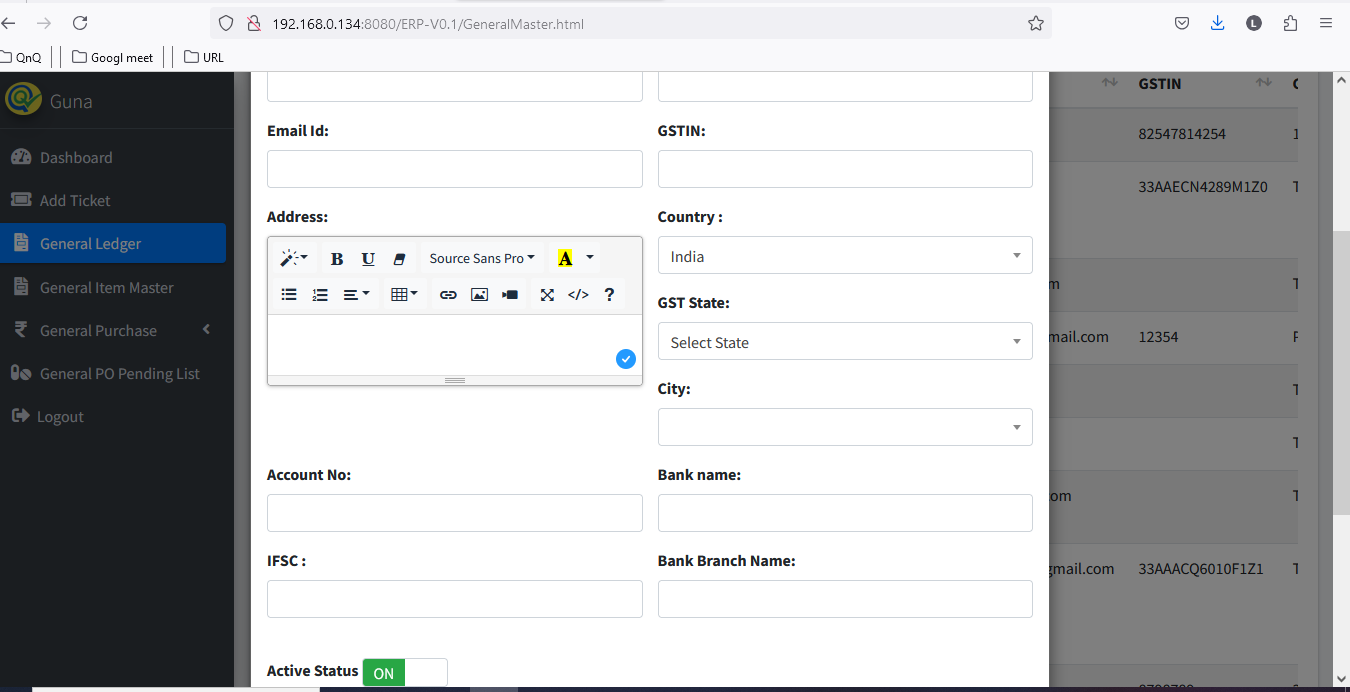 192.168.0.134:8080/ERP-V0.1/GeneralMaster.html
L
QnQ
Googl meet
URL
Guna
Dashboard
Add Ticket
General Ledger
General Item Master
General Purchase
General PO Pending List
Logout
Email Id:
GSTIN:
Address:
Country :
B U
Source Sans Pro
A
India
</> ?
GST State:
Select State
City:
Account No:
Bank name:
IFSC :
Bank Branch Name:
Active Status ON
GSTIN
82547814254
33AAECN4289M1Z0
m
mail.com 12354
com
gmail.com 33AAACQ6010F1Z1